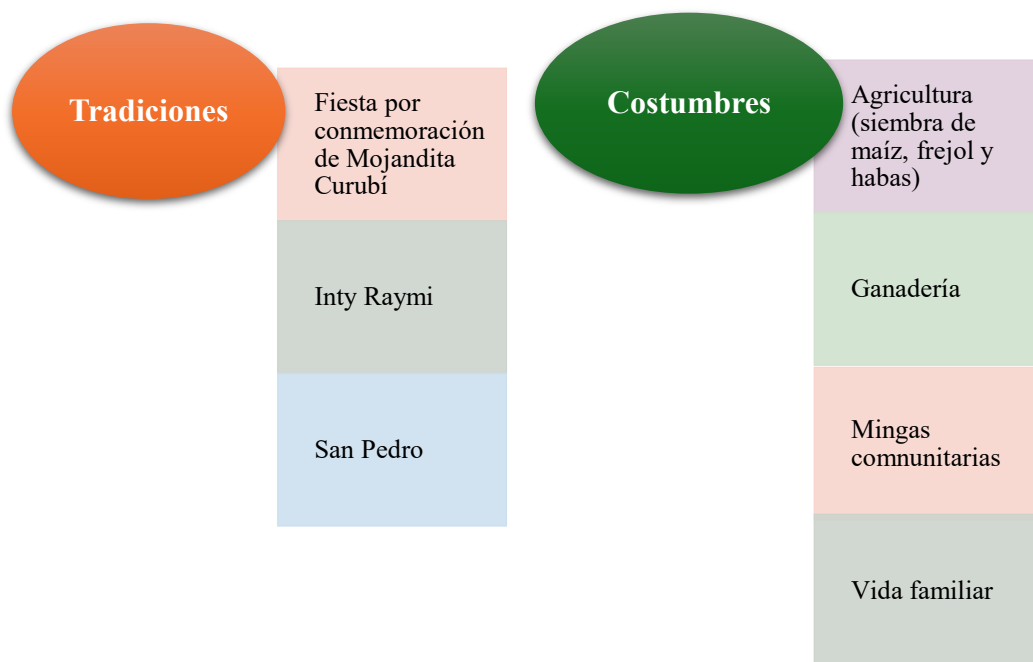 Tradiciones
Fiesta por
conmemoración
de Mojandita
Curubí
Inty Raymi
San Pedro
Costumbres
Agricultura
(siembra de
maíz, frejol y
habas)
Ganadería
Mingas
comnunitarias
Vida familiar